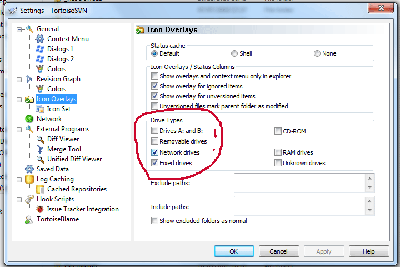 Settings - TortoiseSVN
General
Context Menu
Dialogs 1
Dialogs 2
Colors
Revision Graph
Colors
Icon Overlays
Icon Set
Network
External Programs
Diff Viewer
Merge Tool
Unified Diff Viewer
Saved Data
Log Caching
Cached Repositories
Hook Scripts
Issue Tracker Integration
TortoiseBlame
Icon Overlays
Status cache
Default Shell None
Icon Overlays / Status Columns
Show overlays and context menu only in explorer
Show overlays for ignored items
Show overlays for unversioned items
Unversioned files mark parent folder as modified
Drive Types
Drives A: and B: CD-ROM
Removable drives
Network drives RAM drives
Fixed drives Unknown drives
Exclude paths:
Include paths:
Show excluded folders as normal
OK Cancel Apply Help